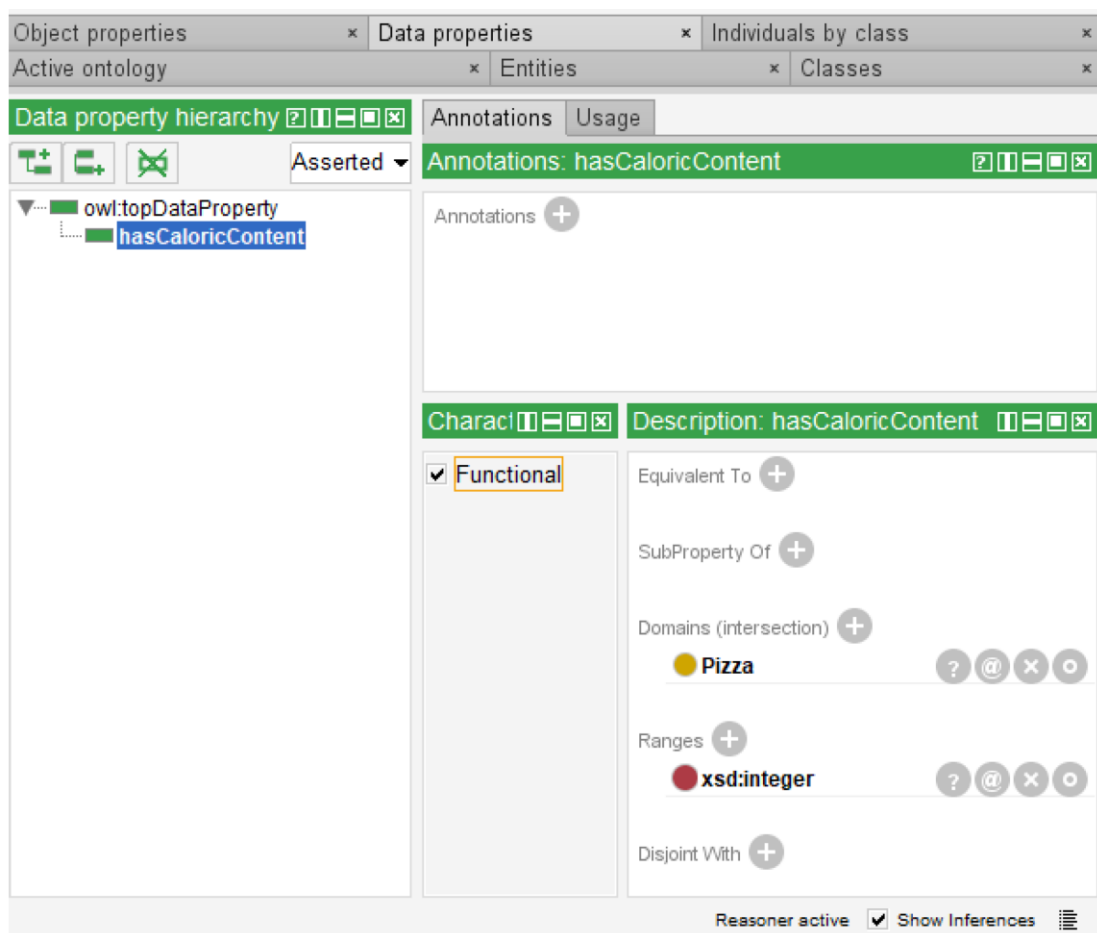 Object properties × Data properties × Individuals by class ×
Active ontology × Entities × Classes ×
Data property hierarchy
Asserted
owl:topDataProperty
hasCaloricContent
Annotations Usage
Annotations: hasCaloricContent
Annotations
Charact
Functional
Description: hasCaloricContent
Equivalent To
SubProperty Of
Domains (intersection)
Pizza
Ranges
xsd:integer
Disjoint With
Reasoner active Show Inferences